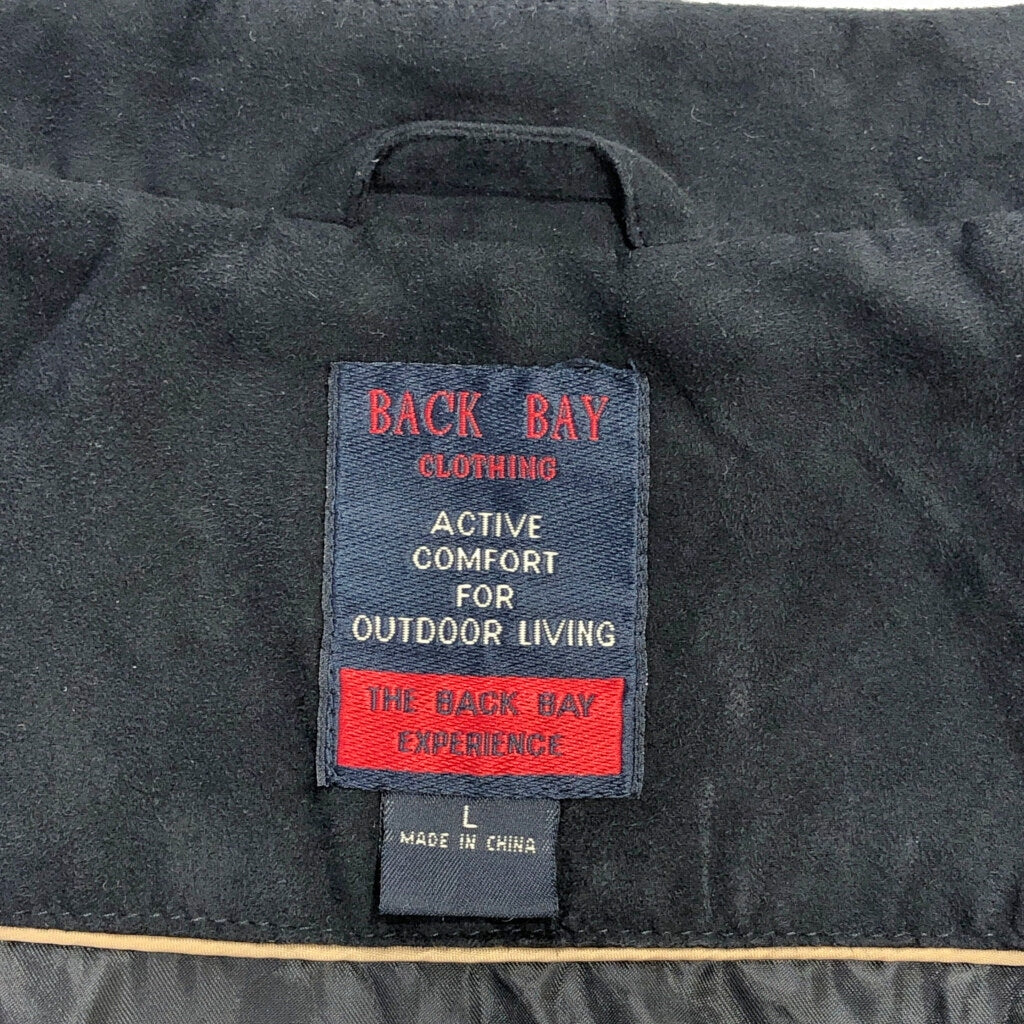 BACK BAY
CLOTHING
ACTIVE
COMFORT
FOR
OUTDOOR LIVING
THE BACK BAY
EXPERIENCE
L
MADE IN CHINA